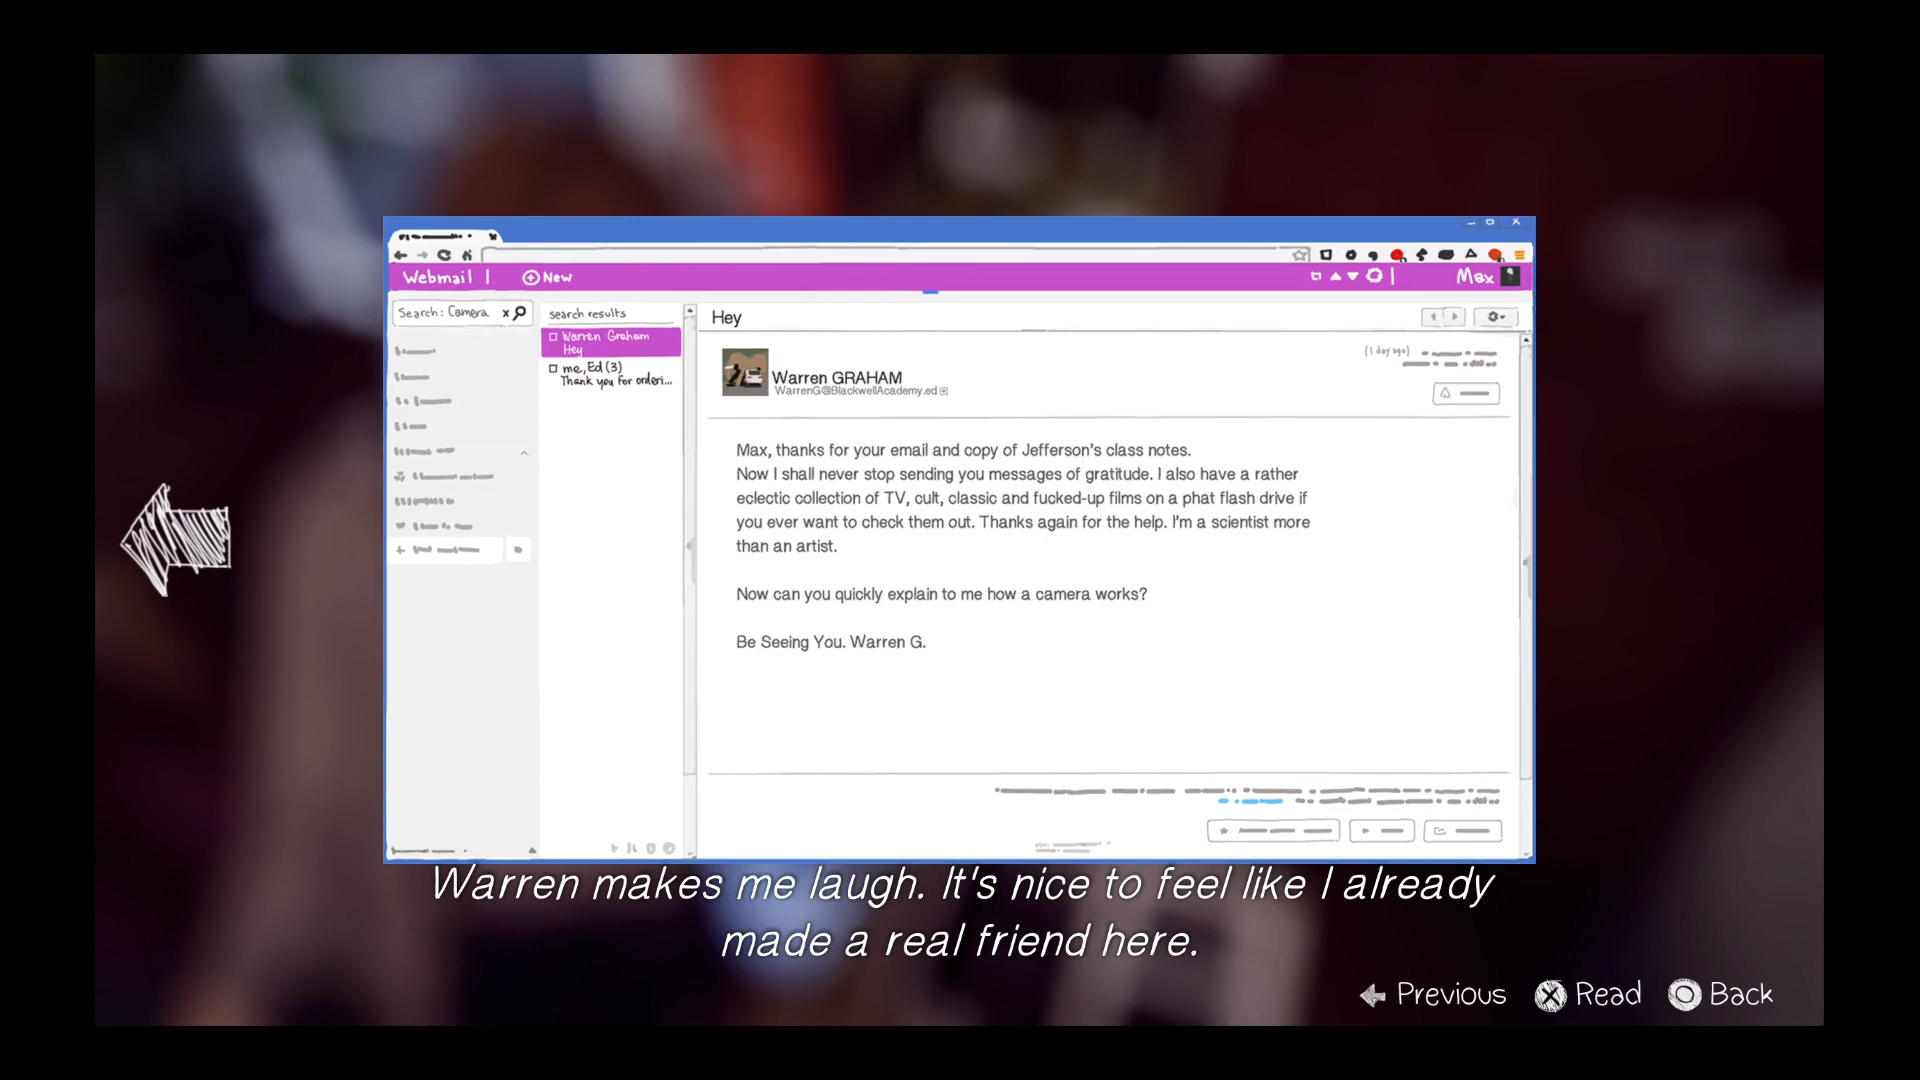 Webmail | New
Max
Search: Camera x
search results
Warren Graham
Hey
me, Ed (3)
Thank you for orderi...
Hey
(1 day ago)
Warren GRAHAM
WarrenG@BlackwellAcademy.ed
Max, thanks for your email and copy of Jefferson's class notes.
Now I shall never stop sending you messages of gratitude. I also have a rather
eclectic collection of TV, cult, classic and fucked-up films on a phat flash drive if
you ever want to check them out. Thanks again for the help. I'm a scientist more
than an artist.
Now can you quickly explain to me how a camera works?
Be Seeing You. Warren G.
Warren makes me laugh. It's nice to feel like I already
made a real friend here.
Previous Read Back